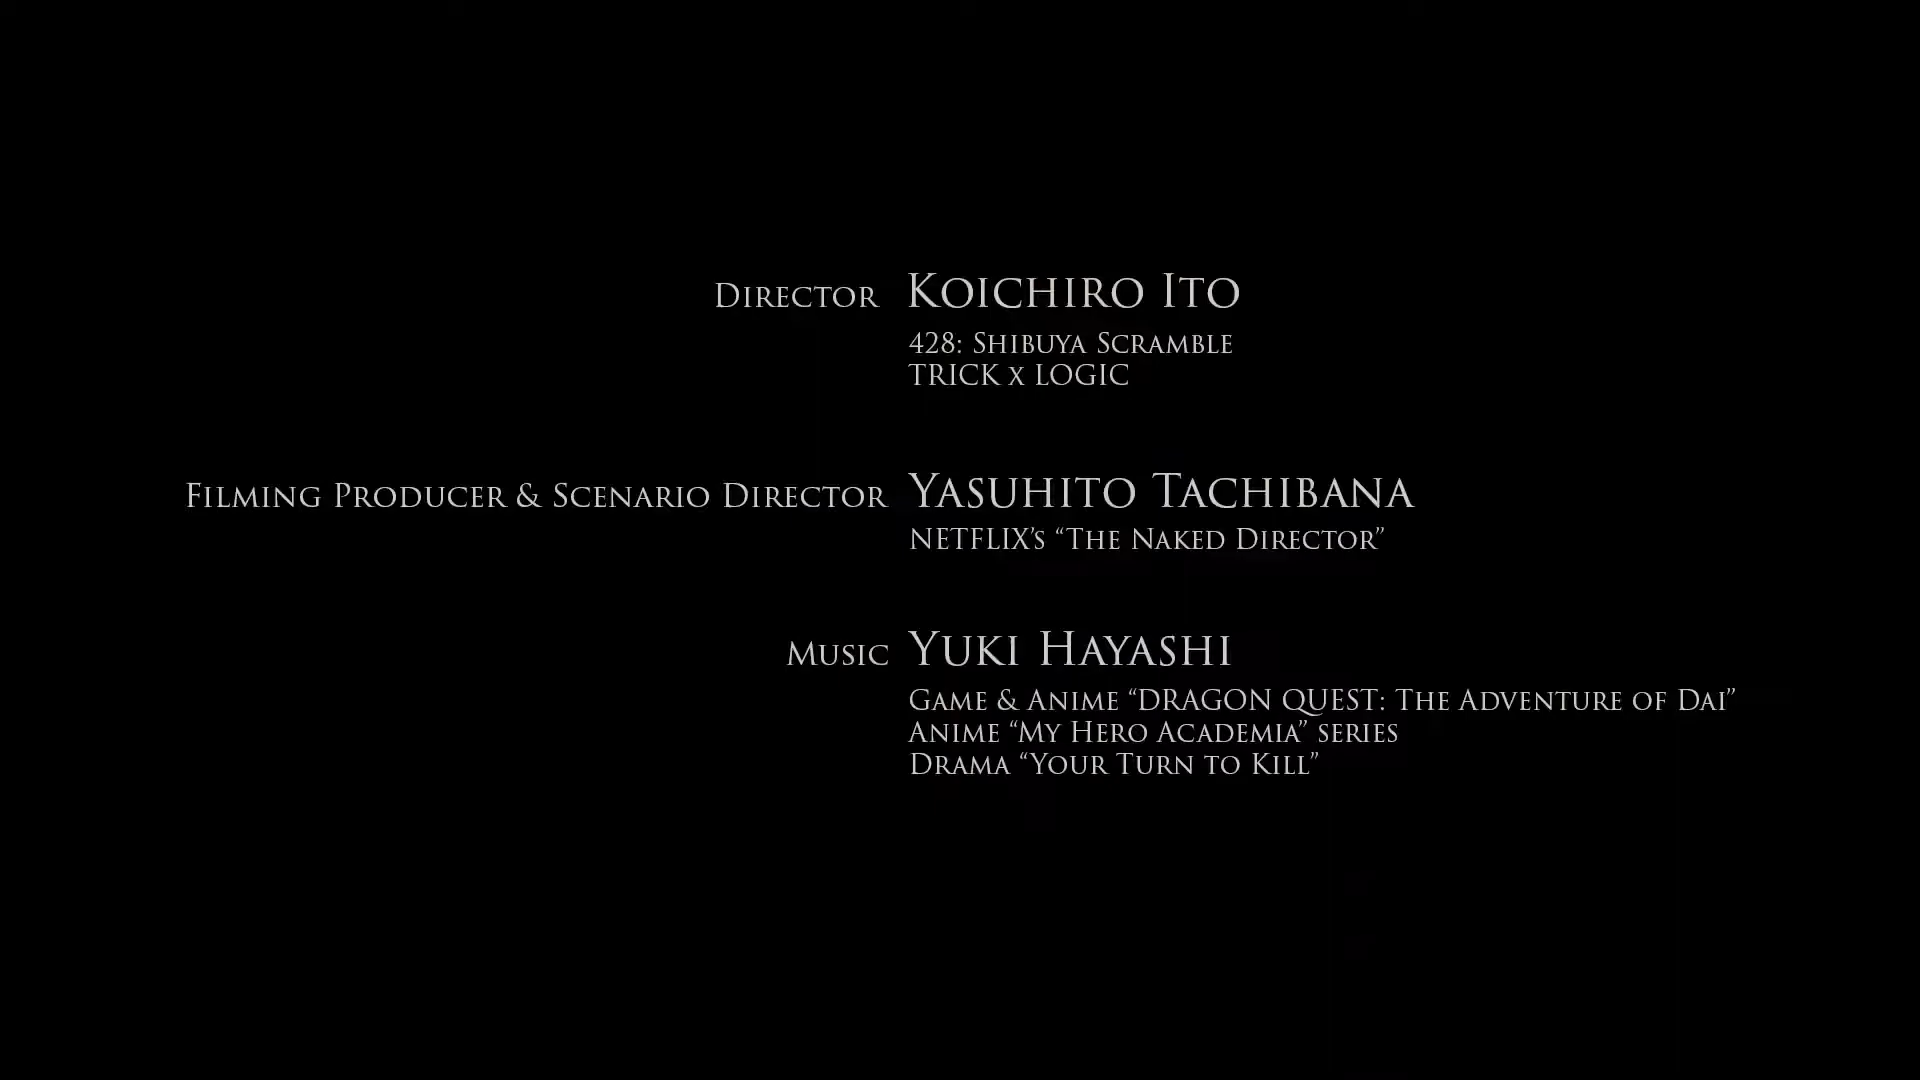 Director Koichiro Ito
428: Shibuya Scramble
TRICK x LOGIC
Filming Producer & Scenario Director Yasuhito Tachibana
NETFLIX’s “The Naked Director”
Music Yuki Hayashi
Game & Anime “DRAGON QUEST: The Adventure of Dai”
Anime “My Hero Academia” series
Drama “Your Turn to Kill”